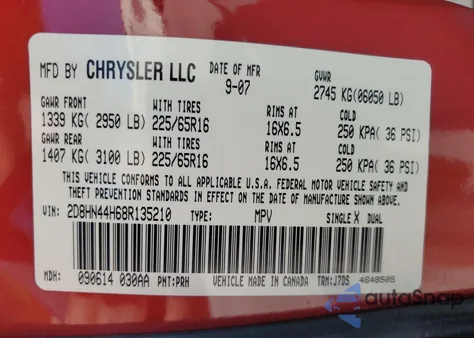 MFD BY CHRYSLER LLC DATE OF MFR 9-07 GVWR 2745 KG(06050 LB)
GAWR FRONT WITH TIRES RIMS AT COLD
1339 KG( 2950 LB) 225/65R16 16X6.5 250 KPA( 36 PSI)
GAWR REAR WITH TIRES RIMS AT COLD
1407 KG( 3100 LB) 225/65R16 16X6.5 250 KPA( 36 PSI)
THIS VEHICLE CONFORMS TO ALL APPLICABLE U.S.A. FEDERAL MOTOR VEHICLE SAFETY AND
THEFT PREVENTION STANDARDS IN EFFECT ON THE DATE OF MANUFACTURE SHOWN ABOVE.
VIN: 2D8HN44H68R135210 TYPE: MPV SINGLE X DUAL
MDH: 090614 030AA PNT:PRH VEHICLE MADE IN CANADA TRM:J7D5 4648505
autoSnap